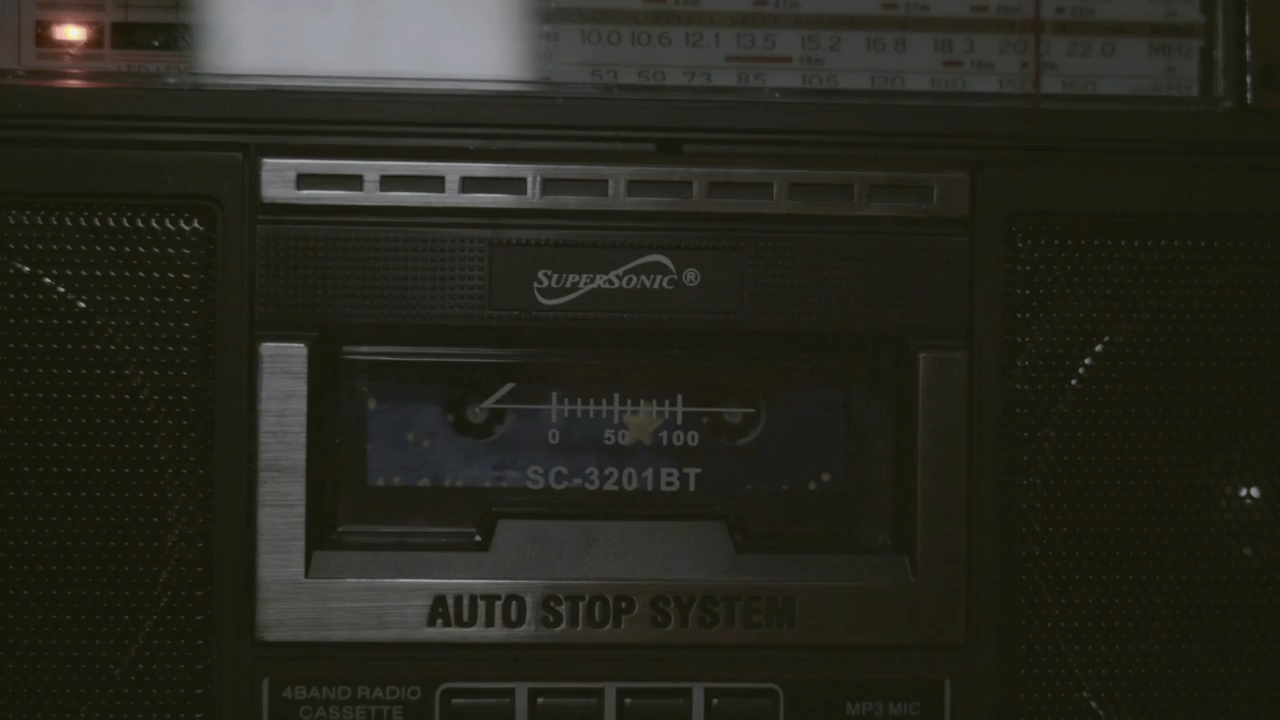 10.0 10.6 12.1 13.5 15.2 16.8 18.3 22.0 MHz
53 59 73 85 105
SUPERSONIC®
0 50 100
SC-3201BT
AUTO STOP SYSTEM
4BAND RADIO
CASSETTE
MP3 MIC